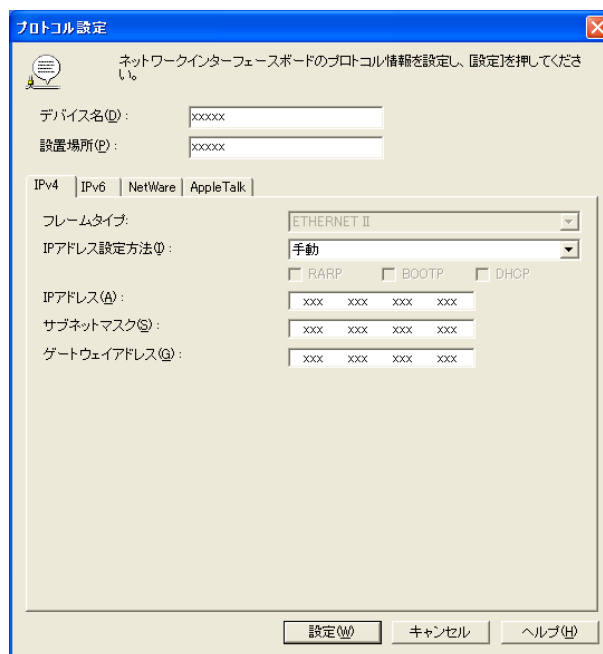 プロトコル設定
ネットワークインターフェースボードのプロトコル情報を設定し、[設定]を押してくださ
い。
デバイス名(D):
xxxxx
設置場所(P):
xxxxx
IPv4 IPv6 NetWare AppleTalk
フレームタイプ:
ETHERNET II
IPアドレス設定方法(I):
手動
RARP BOOTP DHCP
IPアドレス(A):
xxx xxx xxx xxx
サブネットマスク(S):
xxx xxx xxx xxx
ゲートウェイアドレス(G):
xxx xxx xxx xxx
設定(W) キャンセル ヘルプ(H)